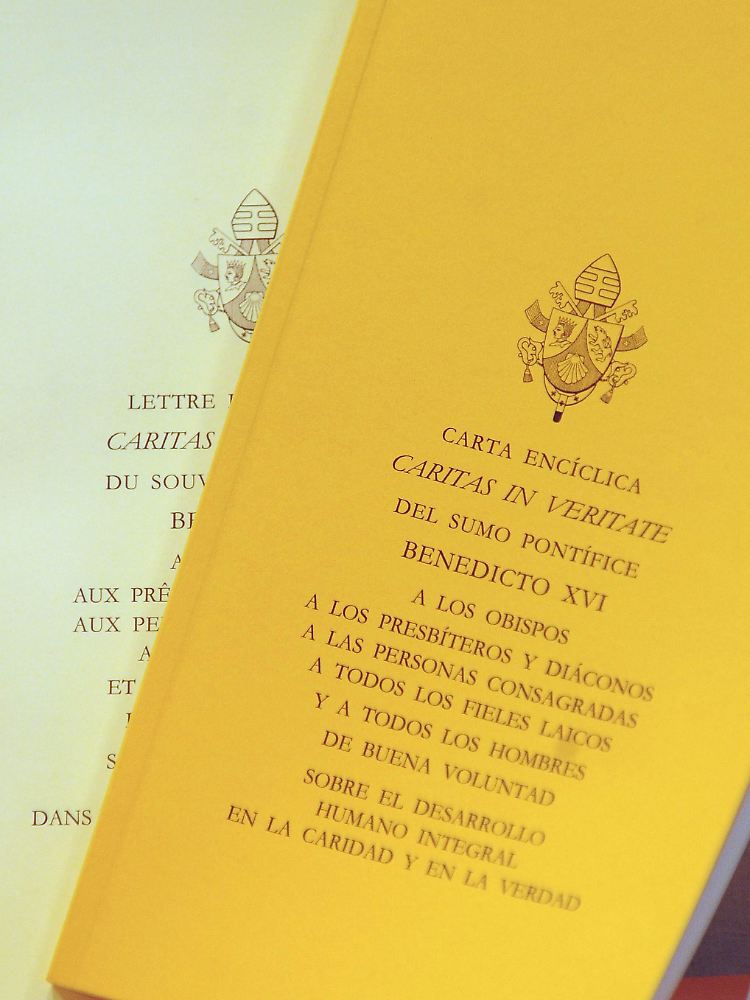 LETTRE
CARITAS
DU SOUV
BE
A
AUX PRÊ
AUX PE
A
ET
S
DANS
CARTA ENCÍCLICA
CARITAS IN VERITATE
DEL SUMO PONTÍFICE
BENEDICTO XVI
A LOS OBISPOS
A LOS PRESBÍTEROS Y DIÁCONOS
A LAS PERSONAS CONSAGRADAS
A TODOS LOS FIELES LAICOS
Y A TODOS LOS HOMBRES
DE BUENA VOLUNTAD
SOBRE EL DESARROLLO
HUMANO INTEGRAL
EN LA CARIDAD Y EN LA VERDAD